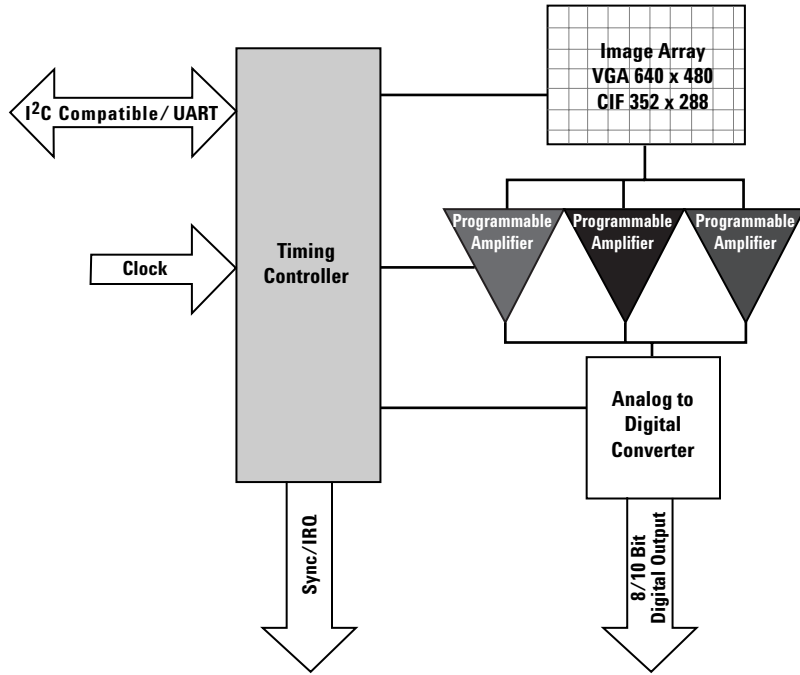 Image Array
VGA 640 x 480
CIF 352 x 288
I²C Compatible/ UART
Programmable
Amplifier
Programmable
Amplifier
Programmable
Amplifier
Timing
Controller
Clock
Analog to
Digital
Converter
Sync/IRQ
8/10 Bit
Digital Output